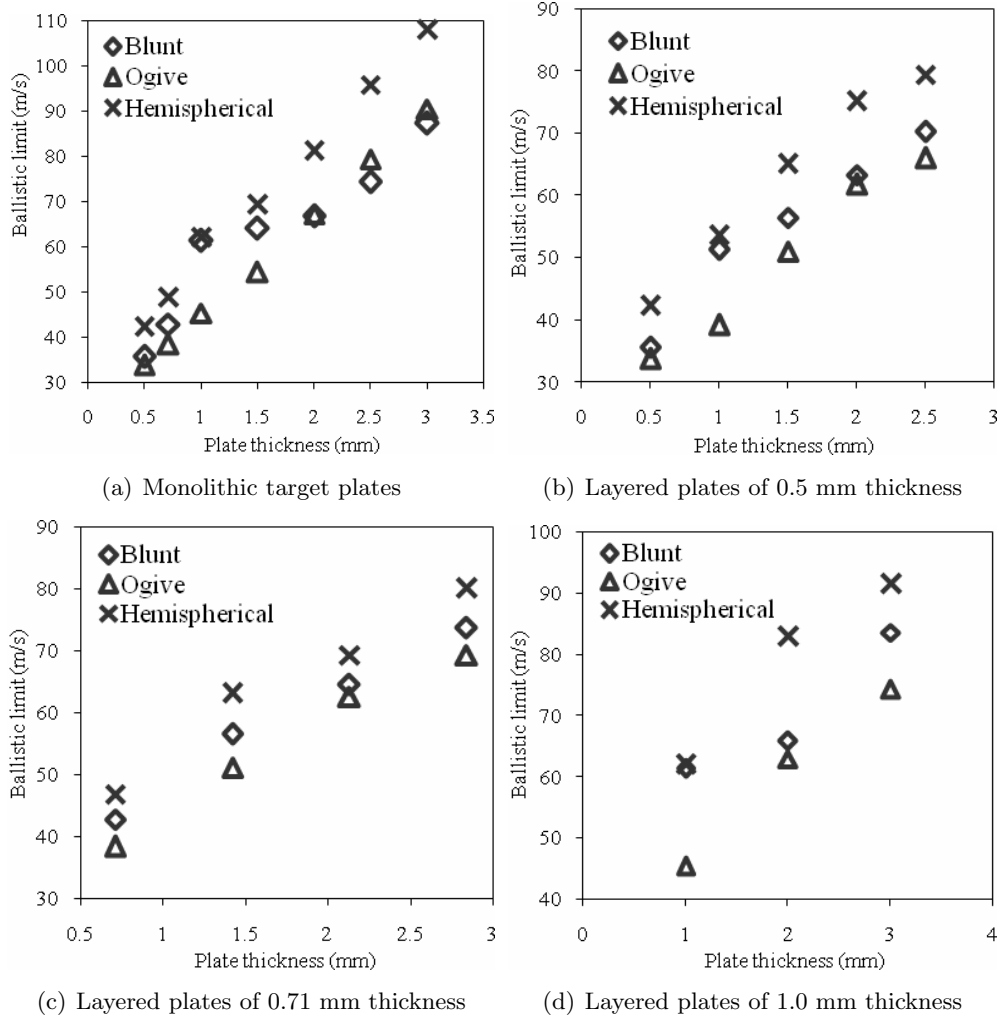 110
100
90
80
70
60
50
40
30
Ballistic limit (m/s)
Blunt
Ogive
Hemispherical
0 0.5 1 1.5 2 2.5 3 3.5
Plate thickness (mm)
(a) Monolithic target plates
90
80
70
60
50
40
30
Ballistic limit (m/s)
Blunt
Ogive
Hemispherical
0 0.5 1 1.5 2 2.5 3
Plate thickness (mm)
(b) Layered plates of 0.5 mm thickness
90
80
70
60
50
40
30
Ballistic limit (m/s)
Blunt
Ogive
Hemispherical
0.5 1 1.5 2 2.5 3
Plate thickness (mm)
(c) Layered plates of 0.71 mm thickness
100
90
80
70
60
50
40
Ballistic limit (m/s)
Blunt
Ogive
Hemispherical
0 1 2 3 4
Plate thickness (mm)
(d) Layered plates of 1.0 mm thickness